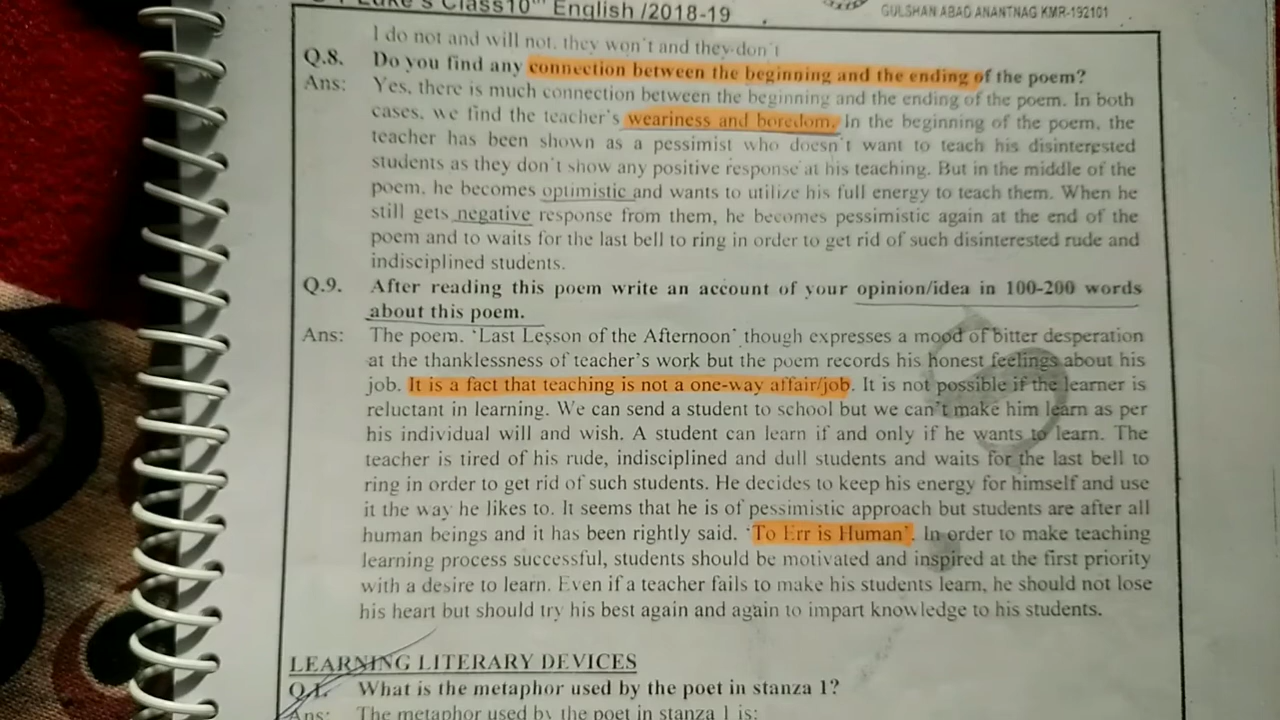 Luke's Class10th English /2018-19
GULSHAN ABAD ANANTNAG KMR-192101
I do not and will not, they won't and they don't
Q.8. Do you find any connection between the beginning and the ending of the poem?
Ans: Yes, there is much connection between the beginning and the ending of the poem. In both
cases, we find the teacher's weariness and boredom. In the beginning of the poem, the
teacher has been shown as a pessimist who doesn't want to teach his disinterested
students as they don't show any positive response at his teaching. But in the middle of the
poem, he becomes optimistic and wants to utilize his full energy to teach them. When he
still gets negative response from them, he becomes pessimistic again at the end of the
poem and to waits for the last bell to ring in order to get rid of such disinterested rude and
indisciplined students.
Q.9. After reading this poem write an account of your opinion/idea in 100-200 words
about this poem.
Ans: The poem. 'Last Lesson of the Afternoon' though expresses a mood of bitter desperation
at the thanklessness of teacher's work but the poem records his honest feelings about his
job. It is a fact that teaching is not a one-way affair/job. It is not possible if the learner is
reluctant in learning. We can send a student to school but we can't make him learn as per
his individual will and wish. A student can learn if and only if he wants to learn. The
teacher is tired of his rude, indisciplined and dull students and waits for the last bell to
ring in order to get rid of such students. He decides to keep his energy for himself and use
it the way he likes to. It seems that he is of pessimistic approach but students are after all
human beings and it has been rightly said. 'To Err is Human'. In order to make teaching
learning process successful, students should be motivated and inspired at the first priority
with a desire to learn. Even if a teacher fails to make his students learn, he should not lose
his heart but should try his best again and again to impart knowledge to his students.
LEARNING LITERARY DEVICES
Q.1. What is the metaphor used by the poet in stanza 1?
Ans: The metaphor used by the poet in stanza 1 is: